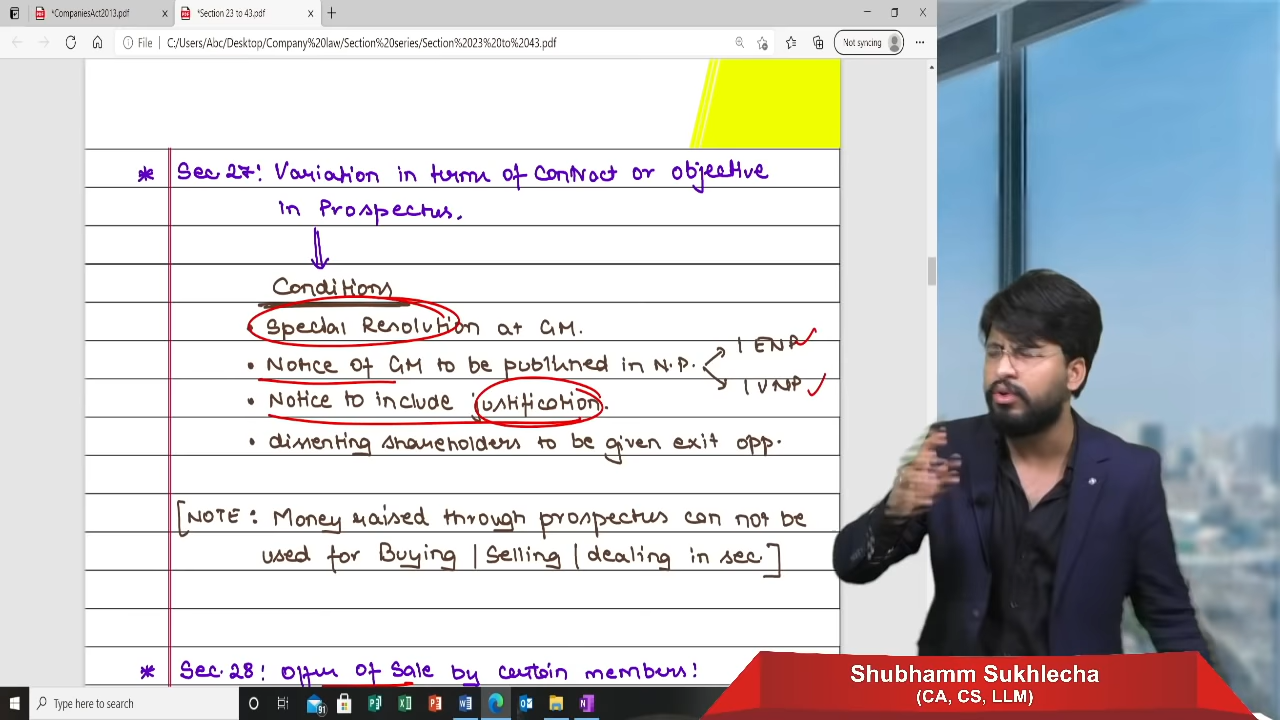 *CompaniesAct2013.pdf
*Section 23 to 43.pdf
File
C:/Users/Abc/Desktop/Company%20law/Section%20series/Section%2023%20to%2043.pdf
Not syncing
* Sec 27: Variation in terms of Contract or objective
in Prospectus.
Conditions
• Special Resolution at GM.
• Notice of GM to be published in N.P.
1 ENP
1 VNP
• Notice to include justification.
• dissenting shareholders to be given exit opp.
[NOTE: Money raised through prospectus can not be
used for Buying | Selling | dealing in sec.]
* Sec. 28: Offer of Sale by certain members:
Shubhamm Sukhlecha
(CA, CS, LLM)
Type here to search
91